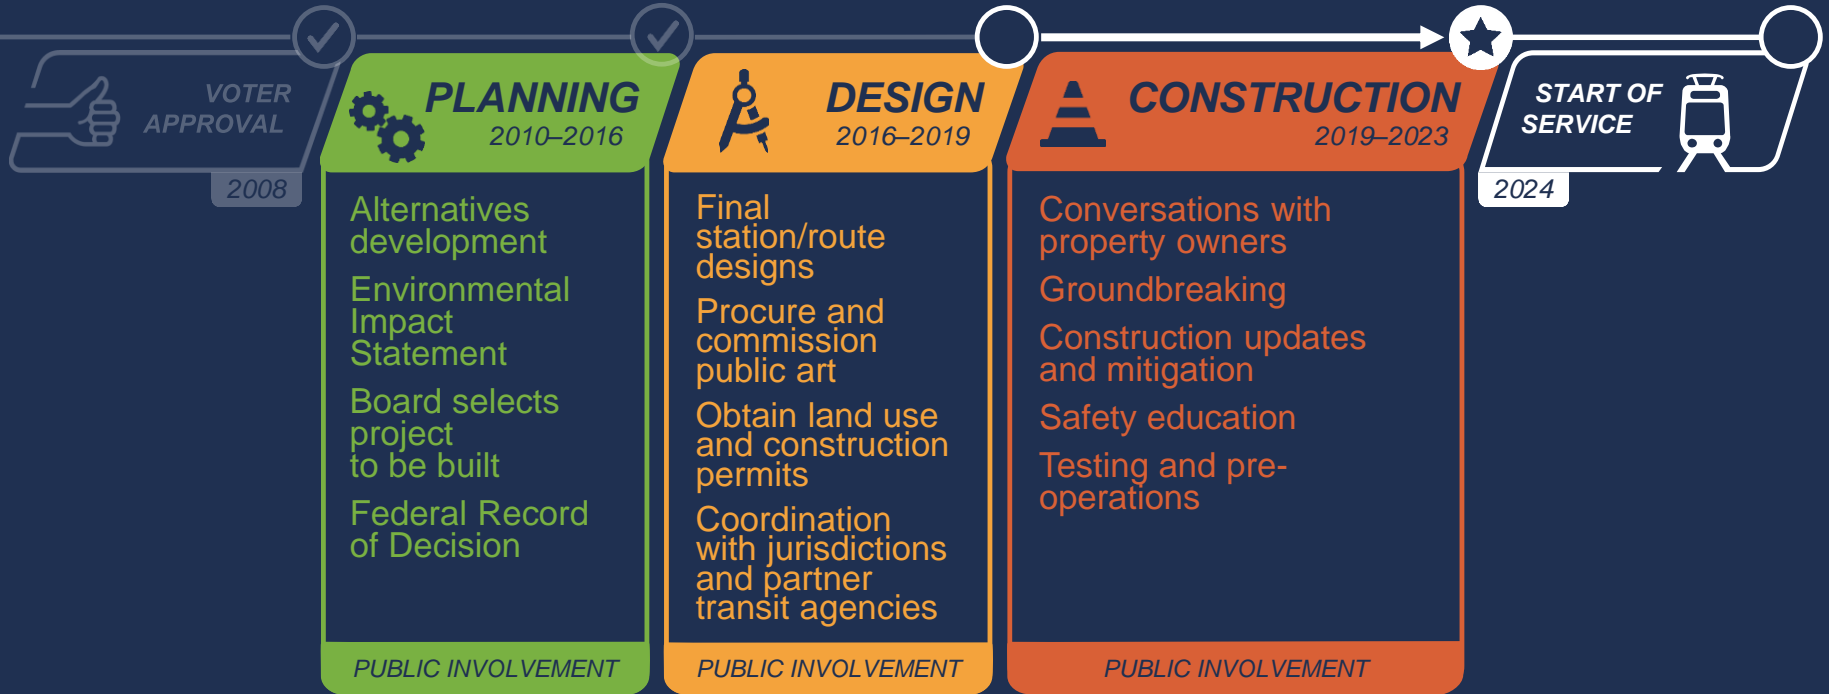 VOTER
APPROVAL
2008
PLANNING
2010–2016
Alternatives
development
Environmental
Impact
Statement
Board selects
project
to be built
Federal Record
of Decision
PUBLIC INVOLVEMENT
DESIGN
2016–2019
Final
station/route
designs
Procure and
commission
public art
Obtain land use
and construction
permits
Coordination
with jurisdictions
and partner
transit agencies
PUBLIC INVOLVEMENT
CONSTRUCTION
2019–2023
Conversations with
property owners
Groundbreaking
Construction updates
and mitigation
Safety education
Testing and pre-
operations
PUBLIC INVOLVEMENT
START OF
SERVICE
2024